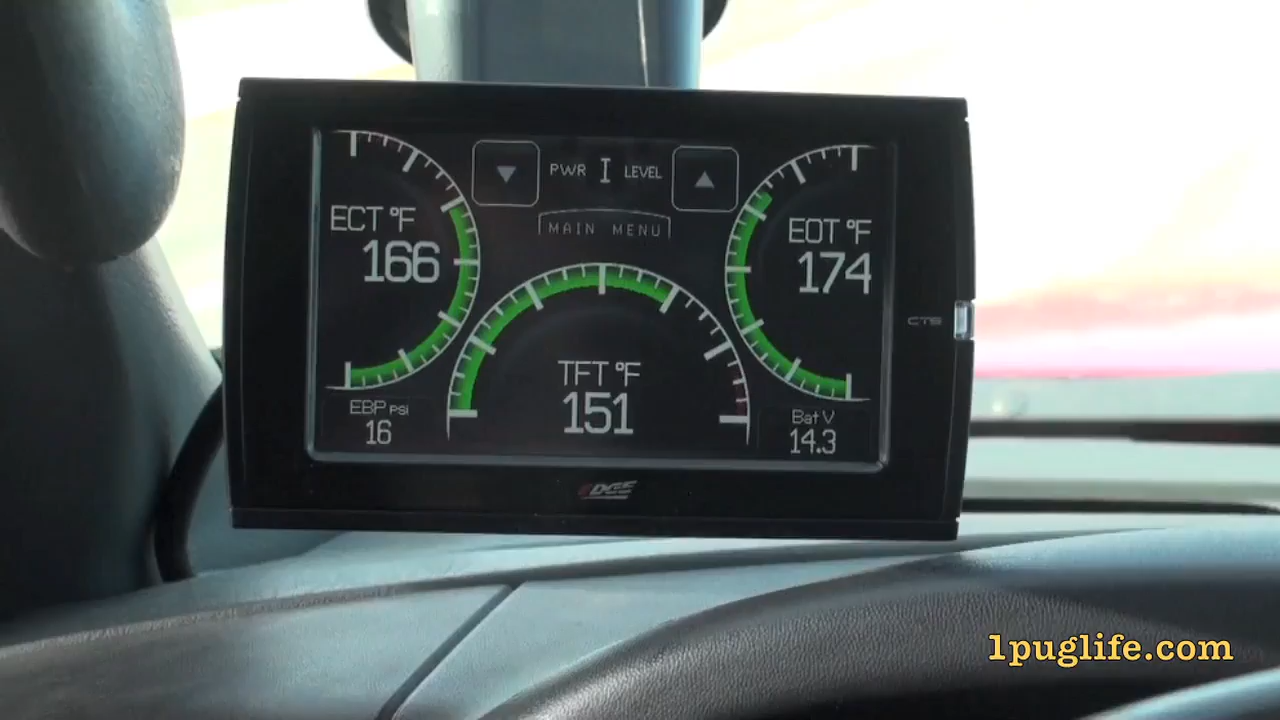 PWR I LEVEL
MAIN MENU
ECT °F
166
EOT °F
174
TFT °F
151
EBP PSI
16
Bat V
14.3
CTS
EDGE
1puglife.com